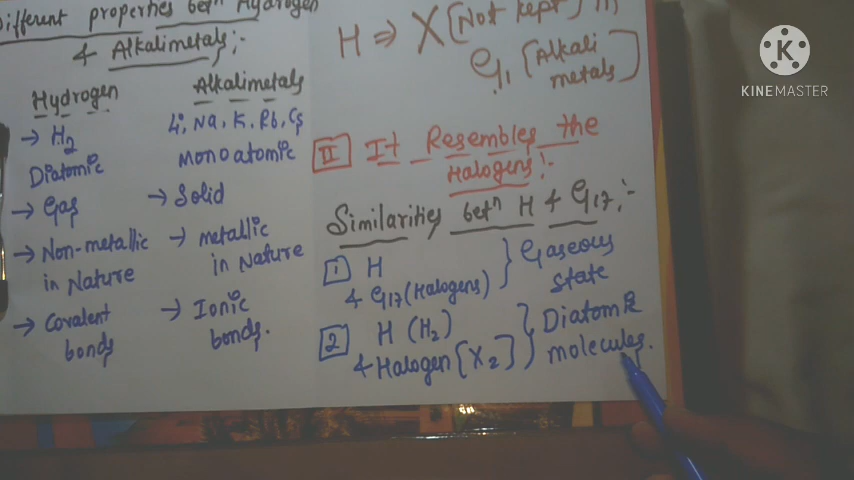 Different properties betn Hydrogen
& Alkalimetals;-
Hydrogen
→ H2
Diatomic
→ Gas
→ Non-metallic
in Nature
→ Covalent
bonds
Alkalimetals
Li, Na, K, Rb, Cs
Monoatomic
→ Solid
→ metallic
in Nature
→ Ionic
bonds.
H ⇒ X (Not kept) in
G1 (Alkali
metals)
II It Resembles the
Halogens:-
Similarities betn H & G17;-
1 H
& G17 (Halogens) } Gaseous
state
2 H (H2)
& Halogen [X2] } Diatomic
molecules.
K
KINEMASTER